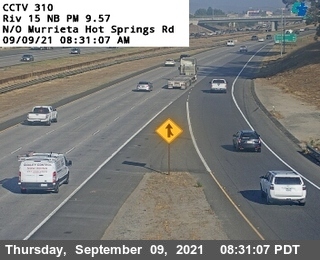 CCTV 310
Riv 15 NB PM 9.57
N/O Murrieta Hot Springs Rd
09/09/21 08:31:07 AM
Thursday, September 09, 2021 08:31:07 PDT